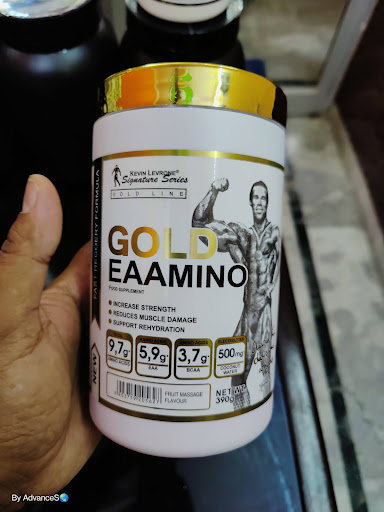 KEVIN LEVRONE®
Signature Series
GOLD LINE
GOLD
EAAMINO
FOOD SUPPLEMENT
INCREASE STRENGTH
REDUCES MUSCLE DAMAGE
SUPPORT REHYDRATION
FAST RECOVERY FORMULA
NEW
9,7g*
AMINO ACIDS
5,9g*
EAA
3,7g*
BCAA
500mg*
COCONUT
WATER
FRUIT MASSAGE
FLAVOUR
NET WT.
390g
By AdvanceS🌏